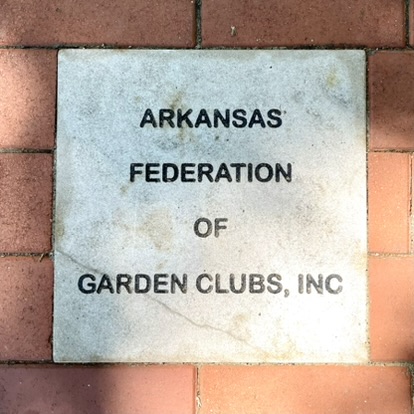 ARKANSAS
FEDERATION
OF
GARDEN CLUBS, INC